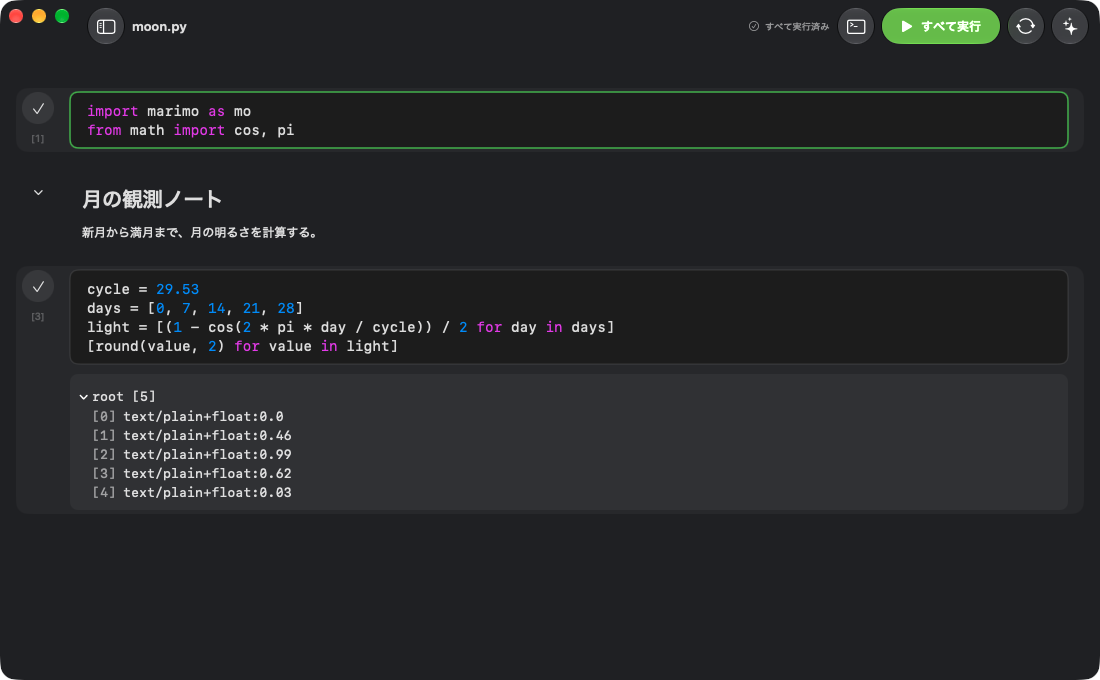 moon.py
すべて実行済み
すべて実行
import marimo as mo
from math import cos, pi
[1]
月の観測ノート
新月から満月まで、月の明るさを計算する。
cycle = 29.53
days = [0, 7, 14, 21, 28]
light = [(1 - cos(2 * pi * day / cycle)) / 2 for day in days]
[round(value, 2) for value in light]
[3]
root [5]
[0] text/plain+float:0.0
[1] text/plain+float:0.46
[2] text/plain+float:0.99
[3] text/plain+float:0.62
[4] text/plain+float:0.03